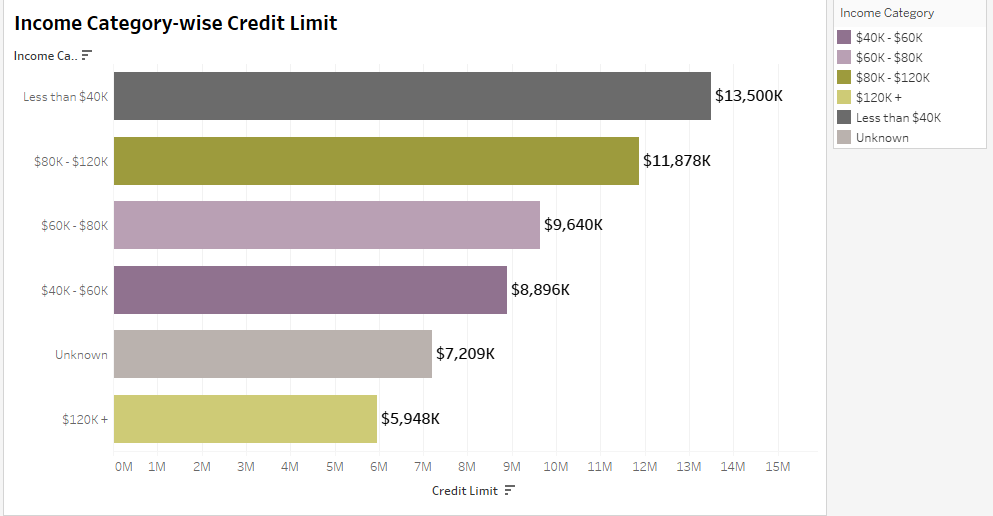 Income Category-wise Credit Limit
Income Ca..
Less than $40K
$13,500K
$80K - $120K
$11,878K
$60K - $80K
$9,640K
$40K - $60K
$8,896K
Unknown
$7,209K
$120K +
$5,948K
0M 1M 2M 3M 4M 5M 6M 7M 8M 9M 10M 11M 12M 13M 14M 15M
Credit Limit
Income Category
$40K - $60K
$60K - $80K
$80K - $120K
$120K +
Less than $40K
Unknown